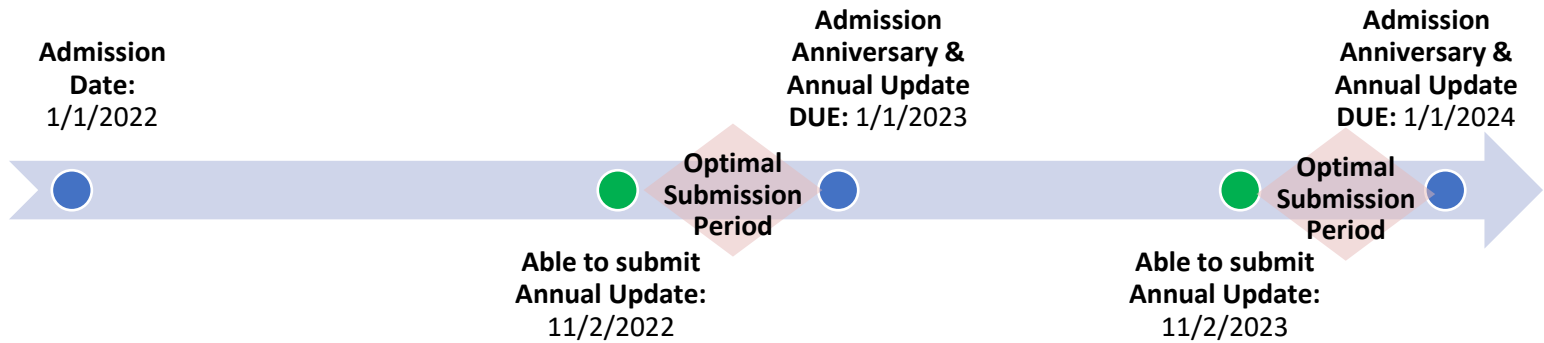 Admission
Date:
1/1/2022
Able to submit
Annual Update:
11/2/2022
Optimal
Submission
Period
Admission
Anniversary &
Annual Update
DUE: 1/1/2023
Able to submit
Annual Update:
11/2/2023
Optimal
Submission
Period
Admission
Anniversary &
Annual Update
DUE: 1/1/2024